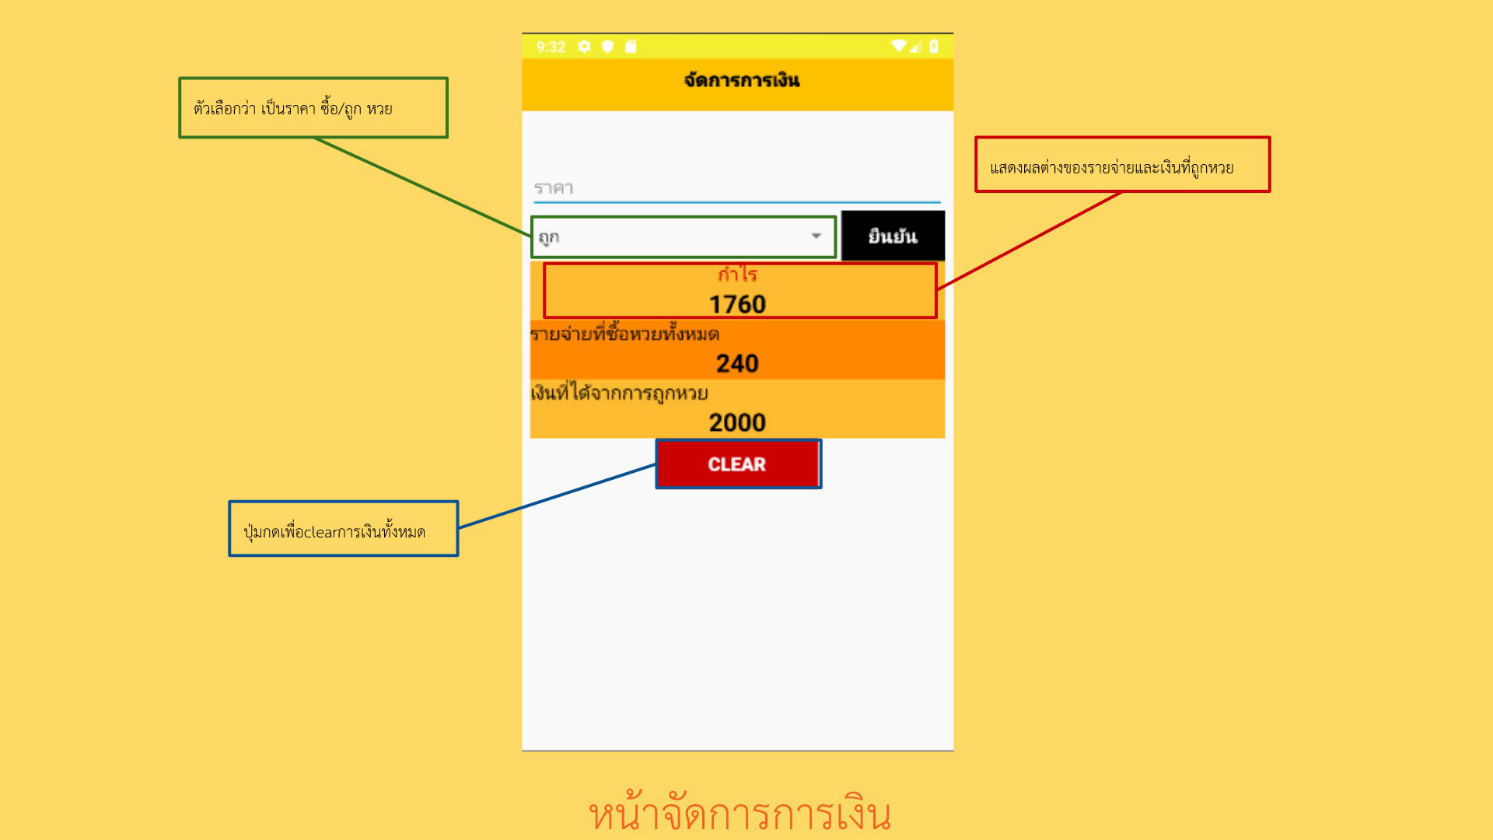 9:32
จัดการการเงิน
ตัวเลือกว่า เป็นราคา ซื้อ/ถูก หวย
แสดงผลต่างของรายจ่ายและเงินที่ถูกหวย
ราคา
ถูก
ยืนยัน
กำไร
1760
รายจ่ายที่ซื้อหวยทั้งหมด
240
เงินที่ได้จากการถูกหวย
2000
CLEAR
ปุ่มกดเพื่อclearการเงินทั้งหมด
หน้าจัดการการเงิน